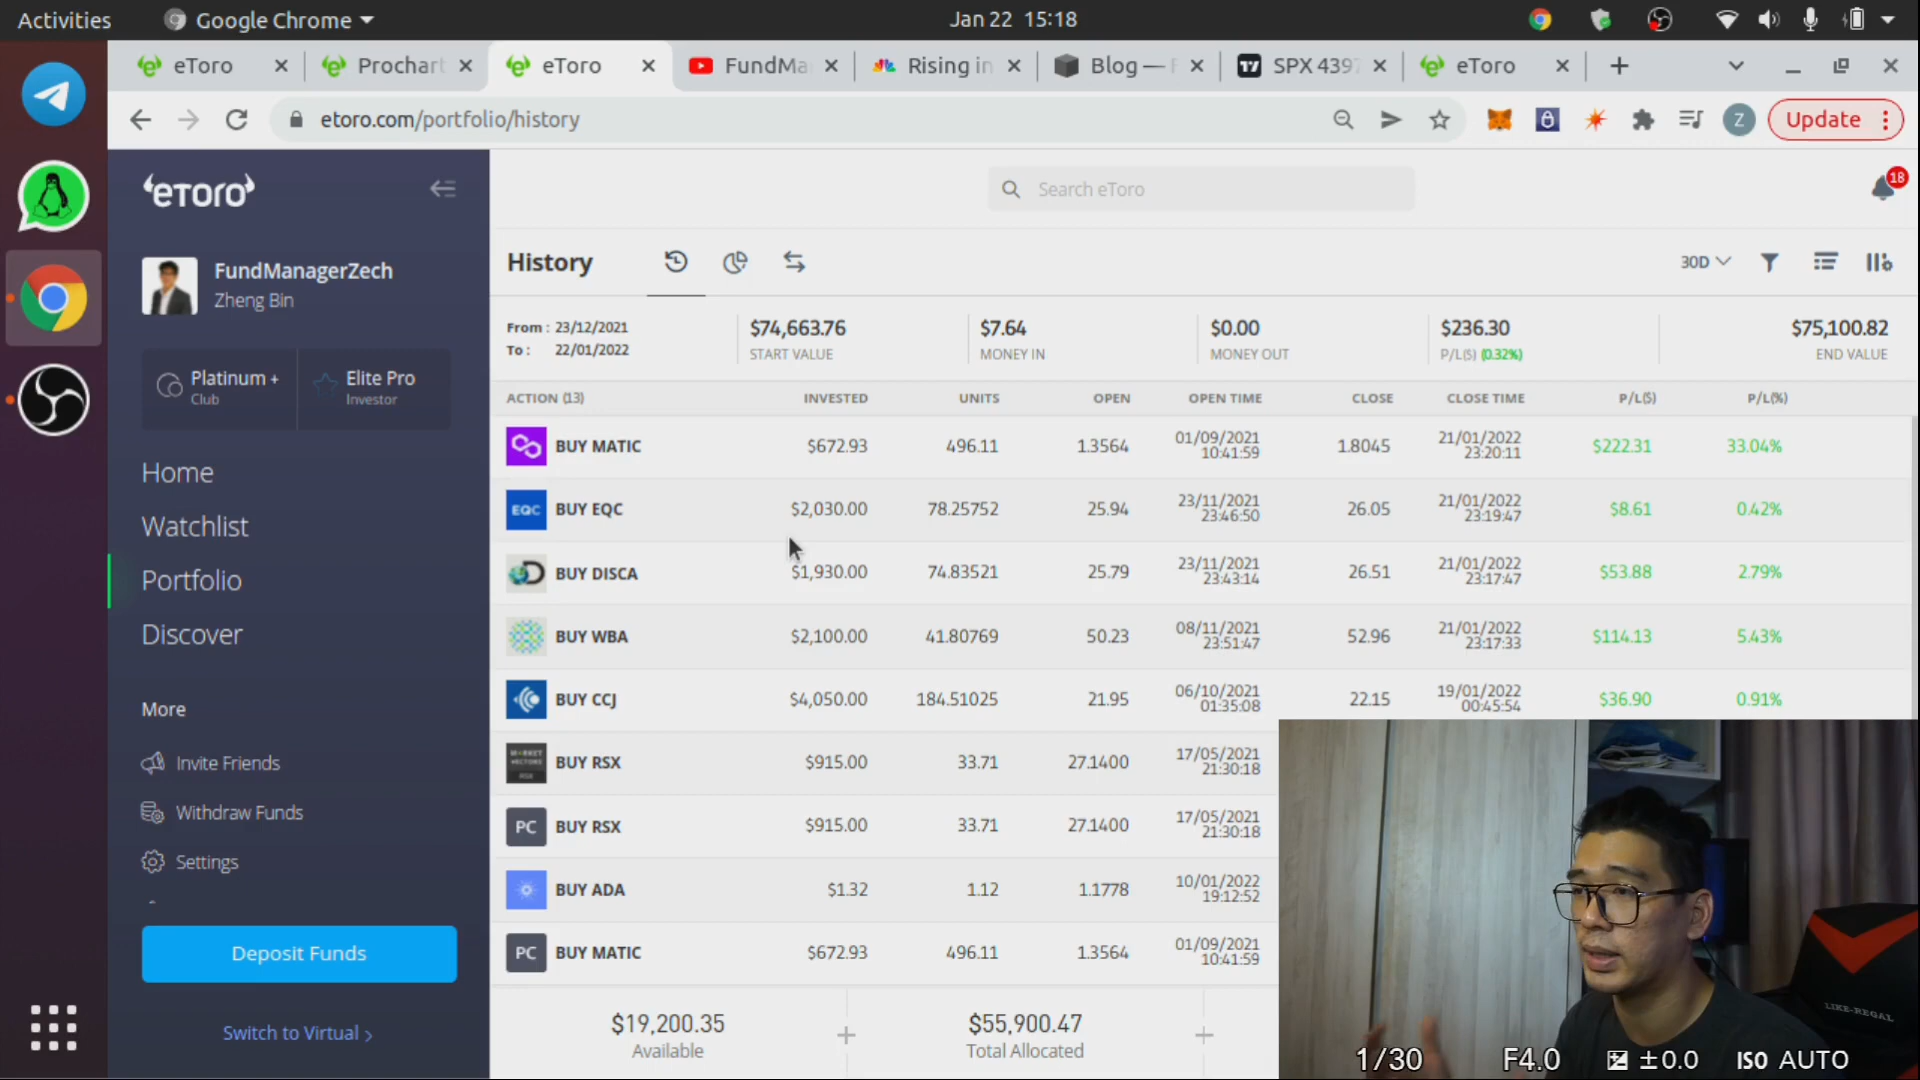 Activities
Google Chrome
Jan 22 15:18
eToro
Prochart
eToro
FundMa
Rising in
Blog — F
SPX 4397
eToro
etoro.com/portfolio/history
Z
Update
eToro
FundManagerZech
Zheng Bin
Platinum +
Club
Elite Pro
Investor
Home
Watchlist
Portfolio
Discover
More
Invite Friends
Withdraw Funds
Settings
Deposit Funds
Switch to Virtual >
Search eToro
18
History
30D
From : 23/12/2021
To : 22/01/2022
$74,663.76
START VALUE
$7.64
MONEY IN
$0.00
MONEY OUT
$236.30
P/L($) (0.32%)
$75,100.82
END VALUE
ACTION (13) INVESTED UNITS OPEN OPEN TIME CLOSE CLOSE TIME P/L($) P/L(%)
BUY MATIC $672.93 496.11 1.3564 01/09/2021 10:41:59 1.8045 21/01/2022 23:20:11 $222.31 33.04%
EQC BUY EQC $2,030.00 78.25752 25.94 23/11/2021 23:46:50 26.05 21/01/2022 23:19:47 $8.61 0.42%
BUY DISCA $1,930.00 74.83521 25.79 23/11/2021 23:43:14 26.51 21/01/2022 23:17:47 $53.88 2.79%
BUY WBA $2,100.00 41.80769 50.23 08/11/2021 23:51:47 52.96 21/01/2022 23:17:33 $114.13 5.43%
BUY CCJ $4,050.00 184.51025 21.95 06/10/2021 01:35:08 22.15 19/01/2022 00:45:54 $36.90 0.91%
MARKET VECTORS RSX BUY RSX $915.00 33.71 27.1400 17/05/2021 21:30:18
PC BUY RSX $915.00 33.71 27.1400 17/05/2021 21:30:18
BUY ADA $1.32 1.12 1.1778 10/01/2022 19:12:52
PC BUY MATIC $672.93 496.11 1.3564 01/09/2021 10:41:59
$19,200.35
Available
+
$55,900.47
Total Allocated
+
LIKE-REGAL
1/30 F4.0 ±0.0 ISO AUTO